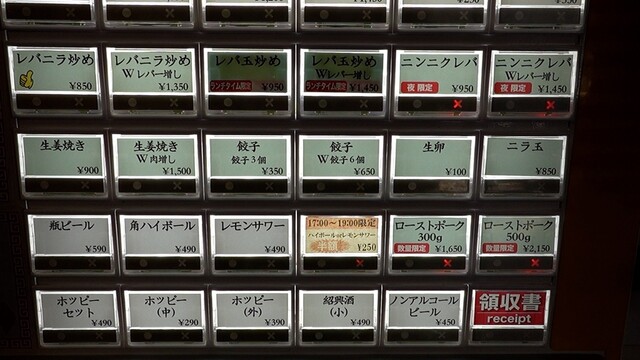 レバニラ炒め
¥850
レバニラ炒め
Wレバー増し
¥1,350
レバ玉炒め
ランチタイム限定 ¥950
レバ玉炒め
Wレバー増し
ランチタイム限定 ¥1,450
ニンニクレバ
夜 限定 ¥950
ニンニクレバ
Wレバー増し
夜 限定 ¥1,450
生姜焼き
¥900
生姜焼き
W肉増し
¥1,500
餃子
餃子3個
¥350
餃子
W餃子6個
¥650
生卵
¥100
ニラ玉
¥850
瓶ビール
¥590
角ハイボール
¥490
レモンサワー
¥490
17:00~19:00限定
ハイボールorレモンサワー
半額 ¥250
ローストポーク
300g
数量限定 ¥1,650
ローストポーク
500g
数量限定 ¥2,150
ホッピー
セット
¥490
ホッピー
(中)
¥290
ホッピー
(外)
¥390
紹興酒
(小)
¥490
ノンアルコール
ビール
¥450
領収書
receipt